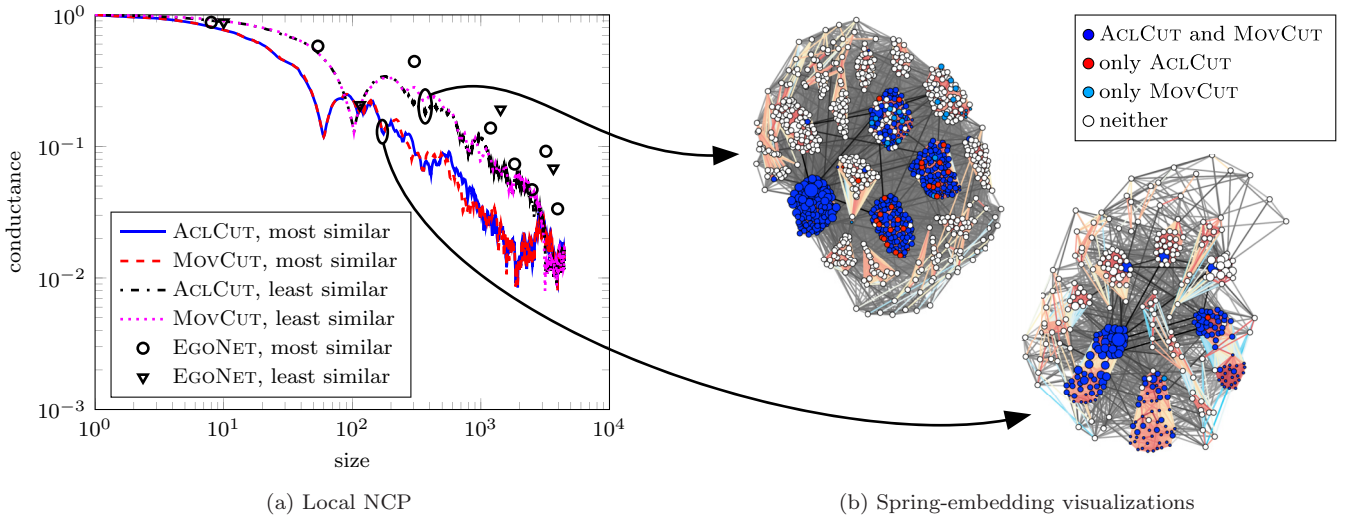 conductance
10^0
10^−1
10^−2
10^−3
10^0 10^1 10^2 10^3 10^4
size
ACLCUT, most similar
MOVCUT, most similar
ACLCUT, least similar
MOVCUT, least similar
EGONET, most similar
EGONET, least similar
(a) Local NCP
ACLCUT and MOVCUT
only ACLCUT
only MOVCUT
neither
(b) Spring-embedding visualizations